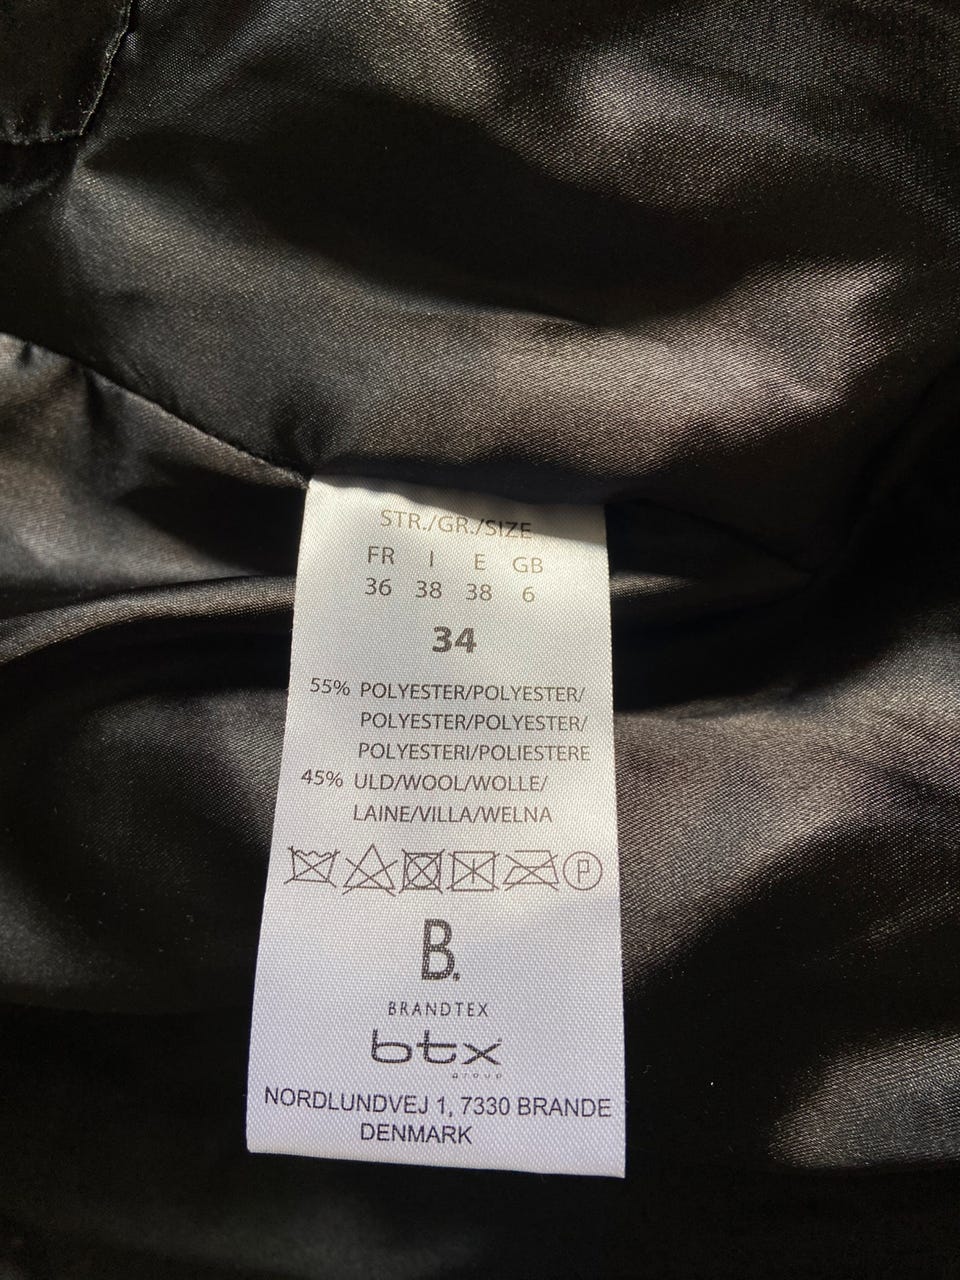 STR./GR./SIZE
FR I E GB
36 38 38 6
34
55% POLYESTER/POLYESTER/
POLYESTER/POLYESTER/
POLYESTERI/POLIESTERE
45% ULD/WOOL/WOLLE/
LAINE/VILLA/WELNA
P
B.
BRANDTEX
btx
group
NORDLUNDVEJ 1, 7330 BRANDE
DENMARK